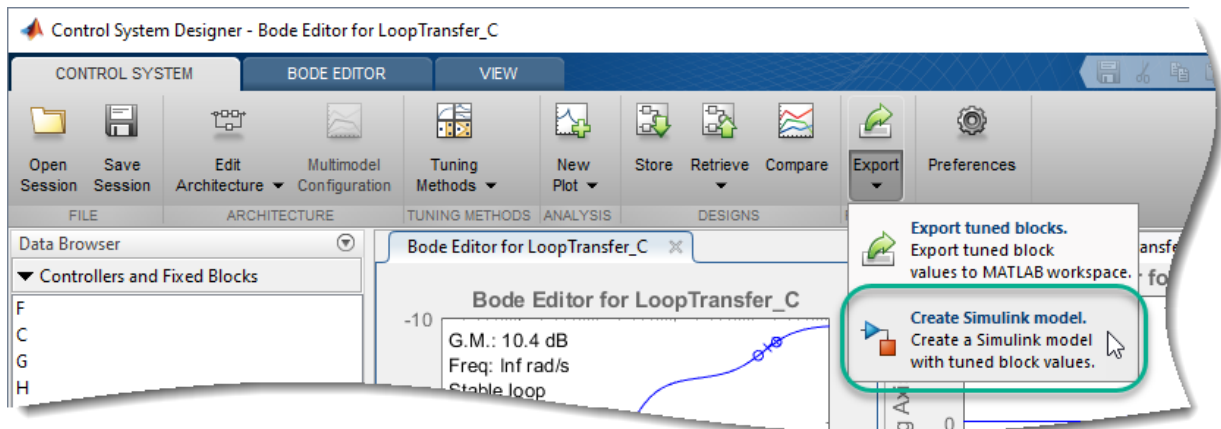 Control System Designer - Bode Editor for LoopTransfer_C
CONTROL SYSTEM BODE EDITOR VIEW
Open Session
Save Session
Edit Architecture
Multimodel Configuration
Tuning Methods
New Plot
Store
Retrieve
Compare
Export
Preferences
FILE ARCHITECTURE TUNING METHODS ANALYSIS DESIGNS
Data Browser
Controllers and Fixed Blocks
F
C
G
H
Bode Editor for LoopTransfer_C
Bode Editor for LoopTransfer_C
-10
G.M.: 10.4 dB
Freq: Inf rad/s
Stable loop
Export tuned blocks.
Export tuned block
values to MATLAB workspace.
Create Simulink model.
Create a Simulink model
with tuned block values.
fo
0